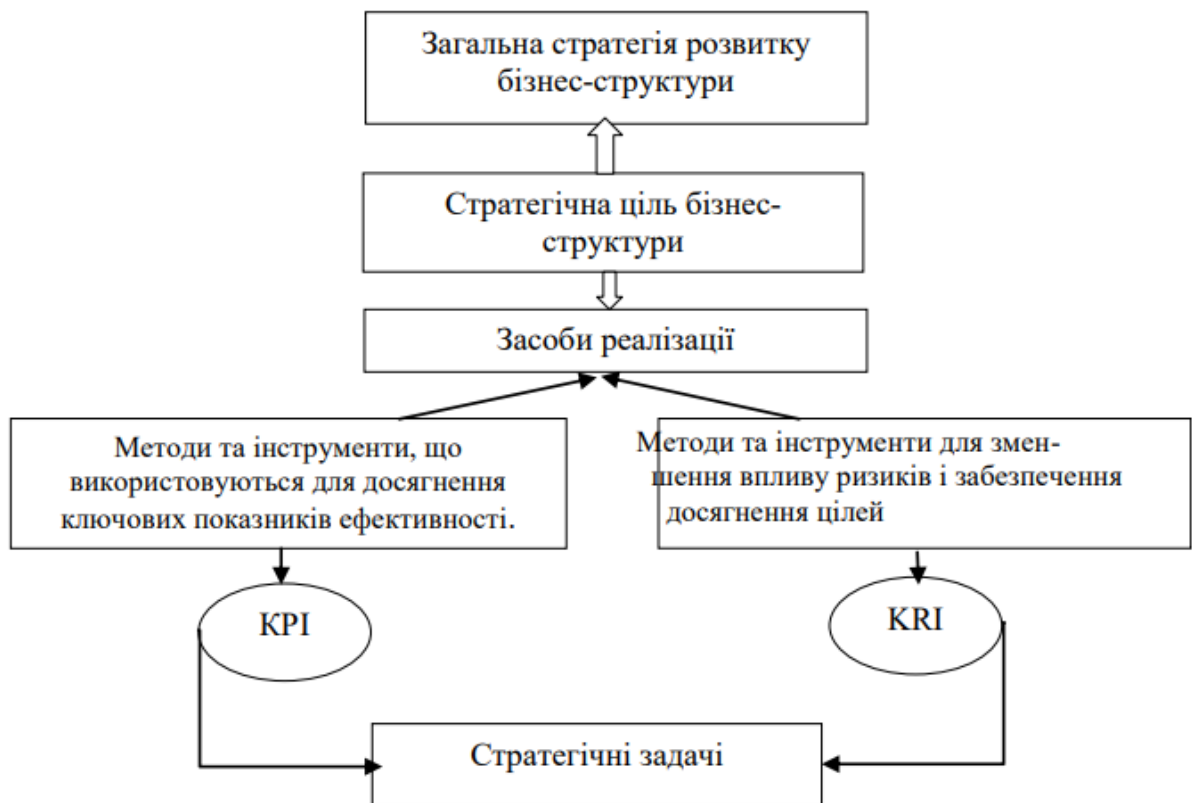 Загальна стратегія розвитку
бізнес-структури
Стратегічна ціль бізнес-
структури
Засоби реалізації
Методи та інструменти, що
використовуються для досягнення
ключових показників ефективності.
Методи та інструменти для змен-
шення впливу ризиків і забезпечення
досягнення цілей
KPI
KRI
Стратегічні задачі